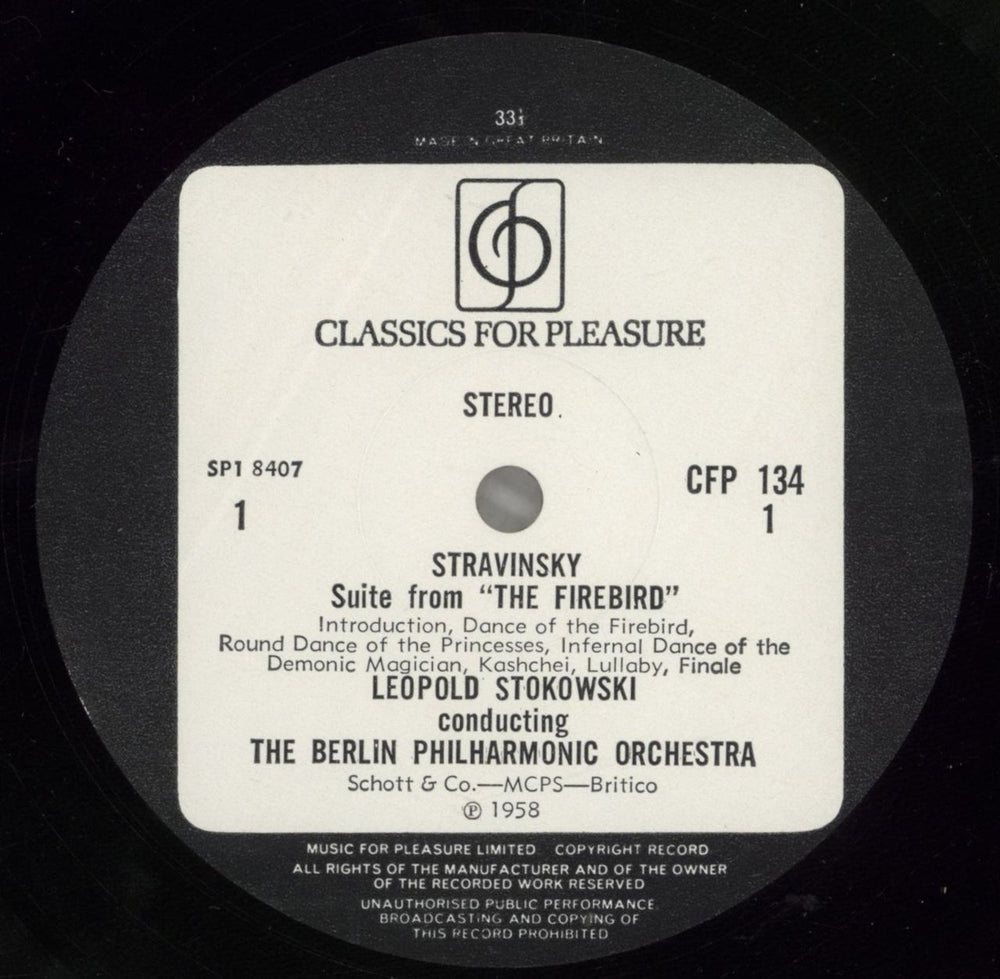 33⅓
MADE IN GREAT BRITAIN
CLASSICS FOR PLEASURE
STEREO.
SP1 8407
1
CFP 134
1
STRAVINSKY
Suite from “THE FIREBIRD”
Introduction, Dance of the Firebird,
Round Dance of the Princesses, Infernal Dance of the
Demonic Magician, Kashchei, Lullaby, Finale
LEOPOLD STOKOWSKI
conducting
THE BERLIN PHILHARMONIC ORCHESTRA
Schott & Co.—MCPS—Britico
℗ 1958
MUSIC FOR PLEASURE LIMITED COPYRIGHT RECORD
ALL RIGHTS OF THE MANUFACTURER AND OF THE OWNER
OF THE RECORDED WORK RESERVED
UNAUTHORISED PUBLIC PERFORMANCE
BROADCASTING AND COPYING OF
THIS RECORD PROHIBITED